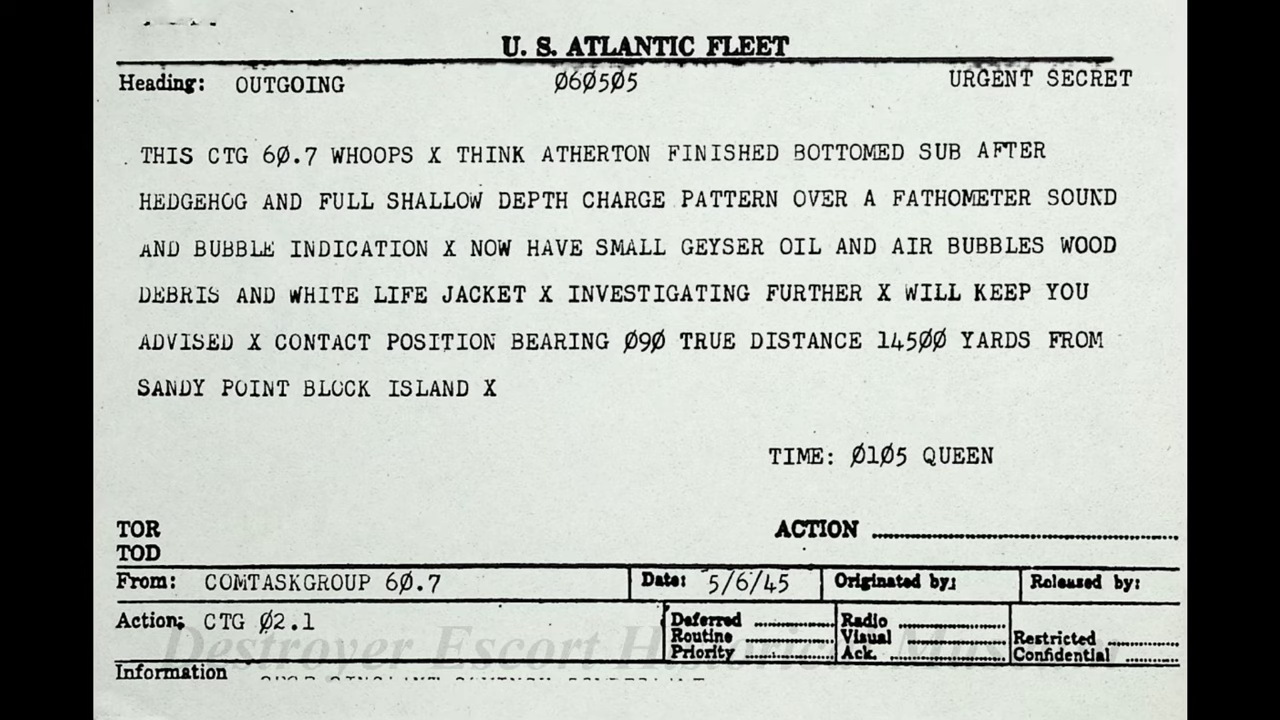 U. S. ATLANTIC FLEET
Heading: OUTGOING Ø6Ø5Ø5 URGENT SECRET
THIS CTG 6Ø.7 WHOOPS X THINK ATHERTON FINISHED BOTTOMED SUB AFTER
HEDGEHOG AND FULL SHALLOW DEPTH CHARGE PATTERN OVER A FATHOMETER SOUND
AND BUBBLE INDICATION X NOW HAVE SMALL GEYSER OIL AND AIR BUBBLES WOOD
DEBRIS AND WHITE LIFE JACKET X INVESTIGATING FURTHER X WILL KEEP YOU
ADVISED X CONTACT POSITION BEARING Ø9Ø TRUE DISTANCE 145ØØ YARDS FROM
SANDY POINT BLOCK ISLAND X
TIME: Ø1Ø5 QUEEN
TOR ACTION
TOD
From: COMTASKGROUP 6Ø.7 Date: 5/6/45 Originated by: Released by:
Action: CTG Ø2.1 Deferred Radio
Routine Visual Restricted
Priority Ack. Confidential
Destroyer Escort
Information